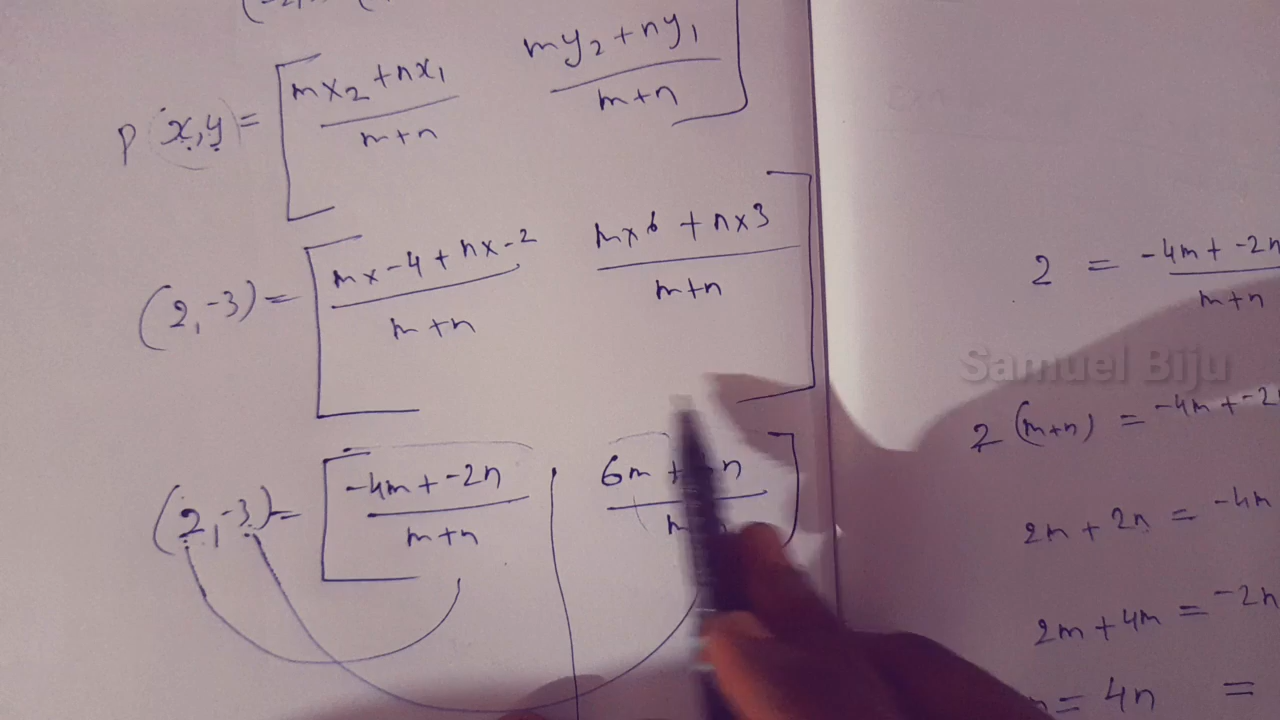 P (x,y) = [ mx₂ + nx₁ / m+n   my₂ + ny₁ / m+n ]
(2,-3) = [ mx-4 + nx-2 / m+n   mx6 + nx3 / m+n ]
(2,-3) = [ -4m + -2n / m+n   6m + n / m n ]
2 = -4m + -2n / m+n
Samuel Biju
2 (m+n) = -4m + -2
2m + 2n = -4m
2m + 4m = -2n
= 4n =